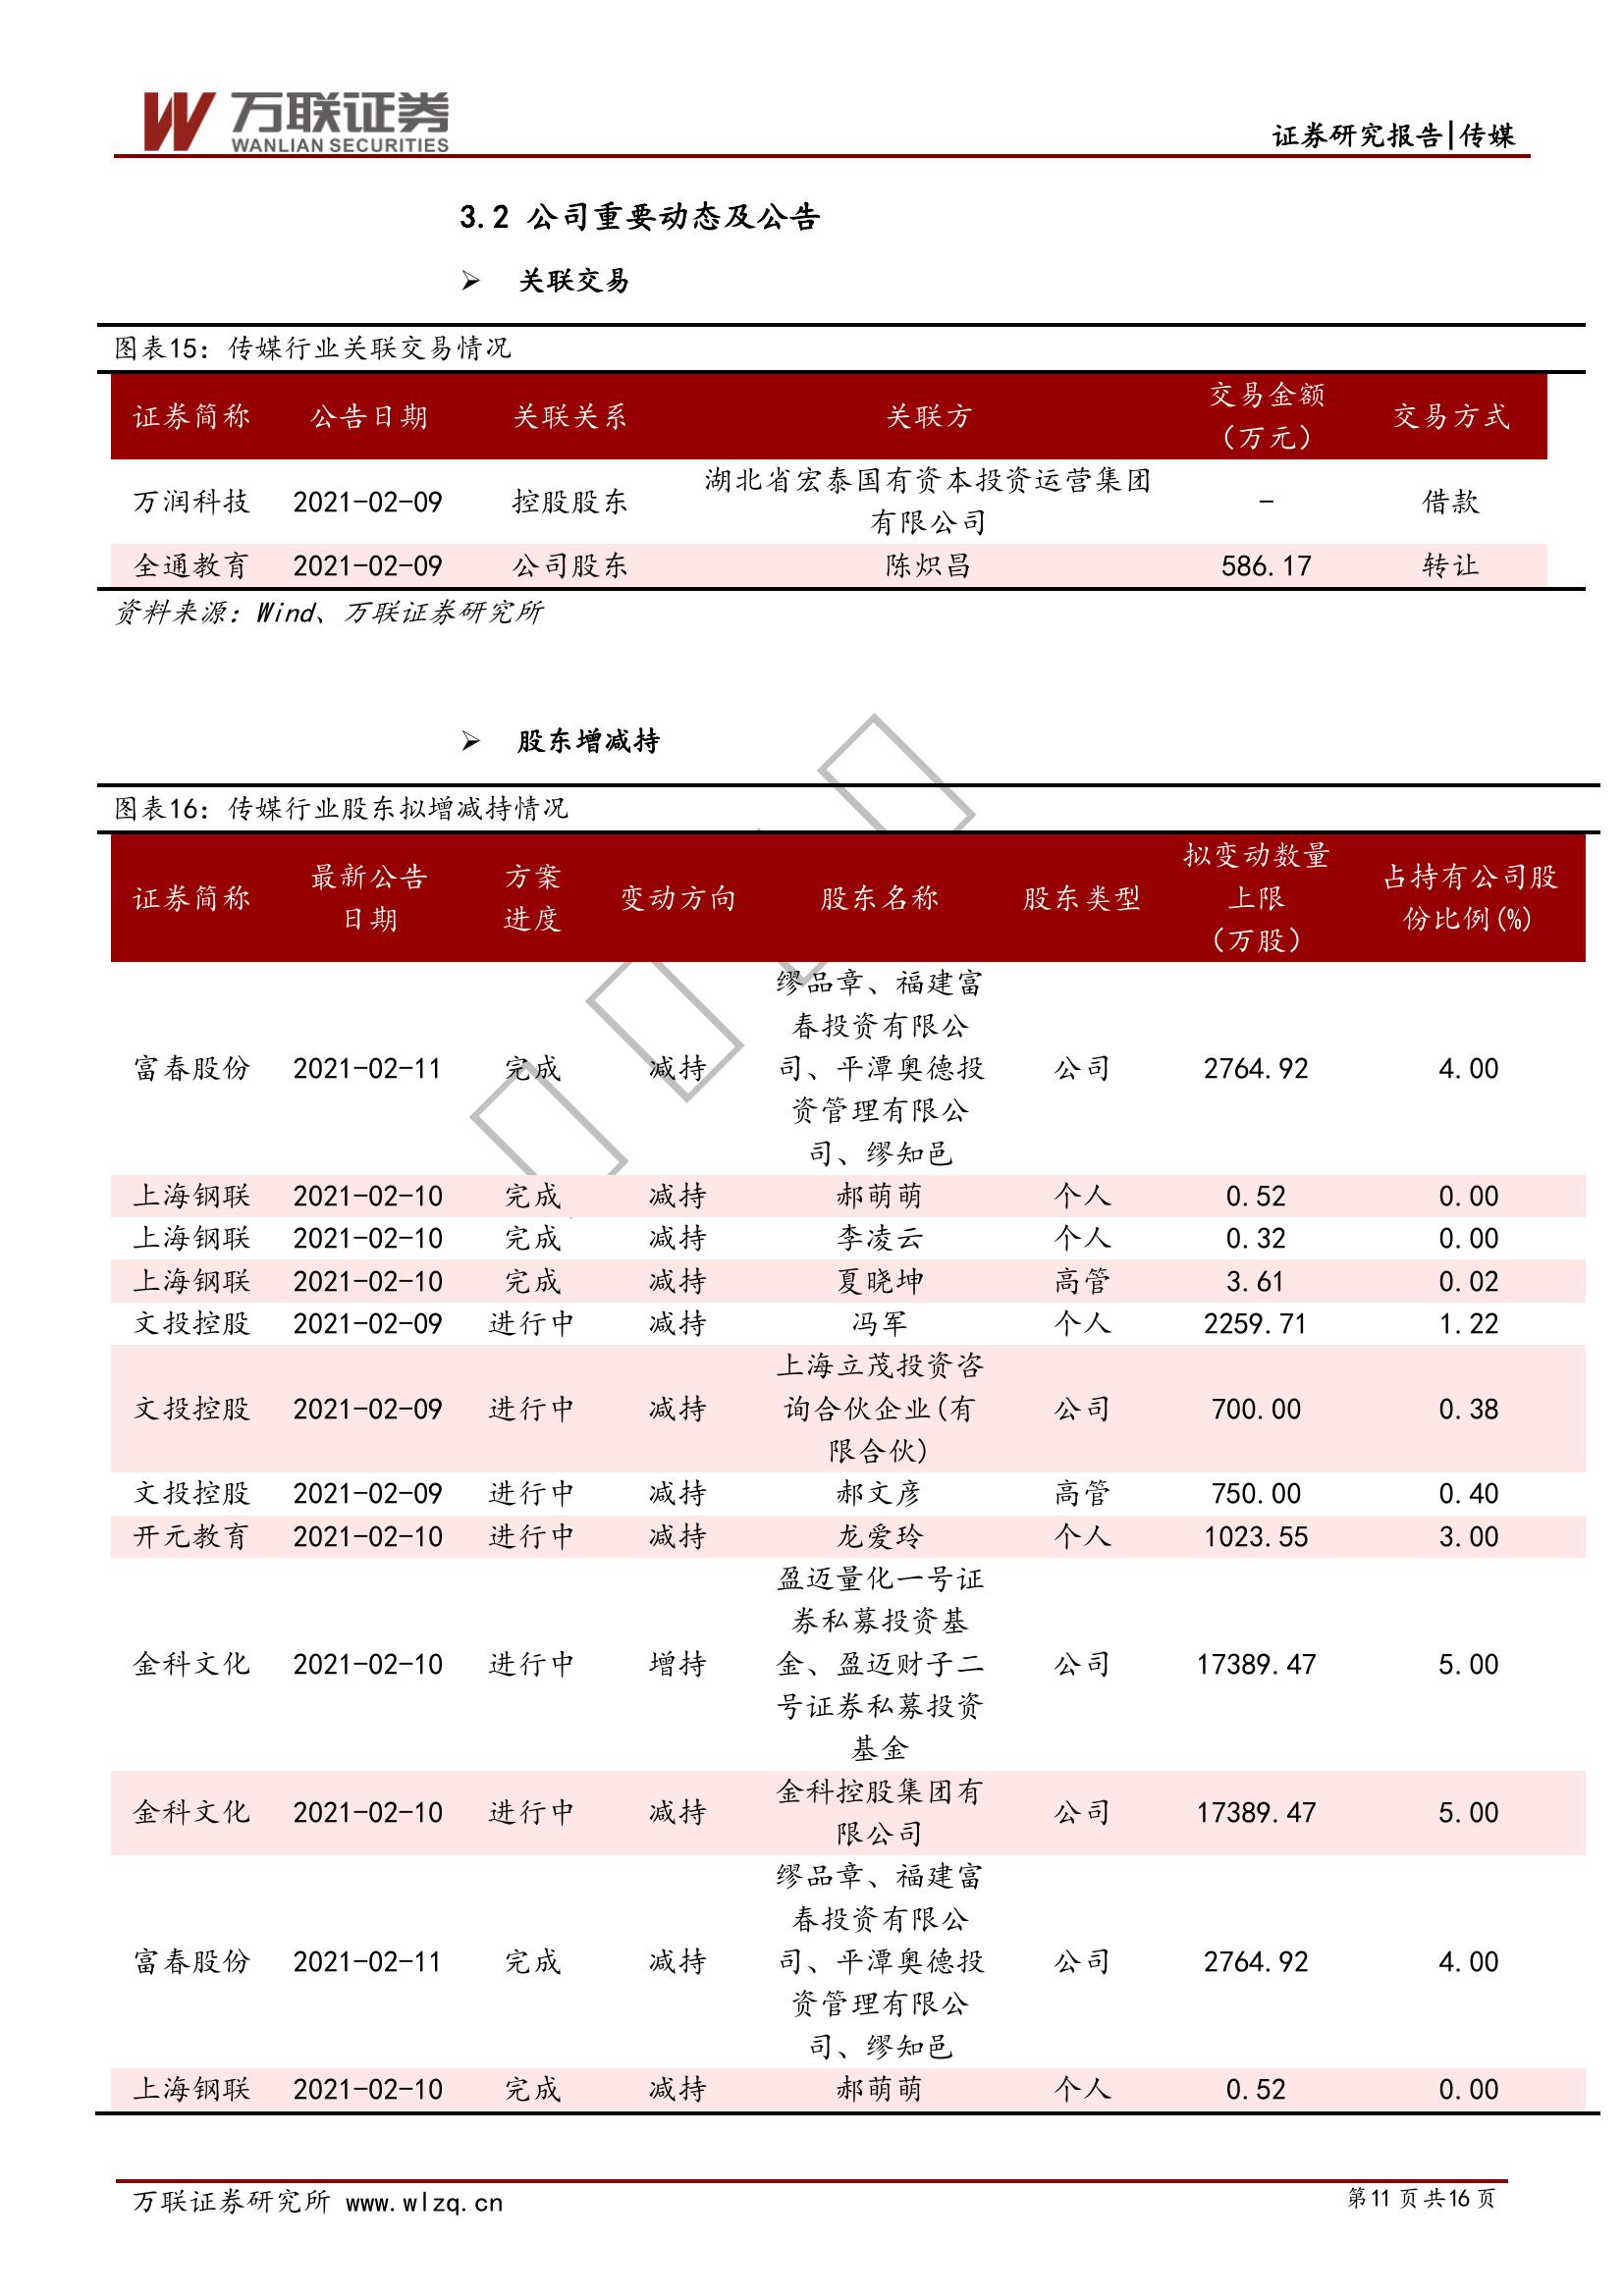 万联证券
WANLIAN SECURITIES
证券研究报告|传媒
3.2 公司重要动态及公告
➢ 关联交易
图表15：传媒行业关联交易情况
证券简称 公告日期 关联关系 关联方 交易金额（万元） 交易方式
万润科技 2021-02-09 控股股东 湖北省宏泰国有资本投资运营集团有限公司 - 借款
全通教育 2021-02-09 公司股东 陈炽昌 586.17 转让
资料来源：Wind、万联证券研究所
➢ 股东增减持
图表16：传媒行业股东拟增减持情况
证券简称 最新公告日期 方案进度 变动方向 股东名称 股东类型 拟变动数量上限（万股） 占持有公司股份比例(%)
富春股份 2021-02-11 完成 减持 缪品章、福建富春投资有限公司、平潭奥德投资管理有限公司、缪知邑 公司 2764.92 4.00
上海钢联 2021-02-10 完成 减持 郝萌萌 个人 0.52 0.00
上海钢联 2021-02-10 完成 减持 李凌云 个人 0.32 0.00
上海钢联 2021-02-10 完成 减持 夏晓坤 高管 3.61 0.02
文投控股 2021-02-09 进行中 减持 冯军 个人 2259.71 1.22
文投控股 2021-02-09 进行中 减持 上海立茂投资咨询合伙企业(有限合伙) 公司 700.00 0.38
文投控股 2021-02-09 进行中 减持 郝文彦 高管 750.00 0.40
开元教育 2021-02-10 进行中 减持 龙爱玲 个人 1023.55 3.00
金科文化 2021-02-10 进行中 增持 盈迈量化一号证券私募投资基金、盈迈财子二号证券私募投资基金 公司 17389.47 5.00
金科文化 2021-02-10 进行中 减持 金科控股集团有限公司 公司 17389.47 5.00
富春股份 2021-02-11 完成 减持 缪品章、福建富春投资有限公司、平潭奥德投资管理有限公司、缪知邑 公司 2764.92 4.00
上海钢联 2021-02-10 完成 减持 郝萌萌 个人 0.52 0.00
万联证券研究所 www.wlzq.cn
第11页共16页